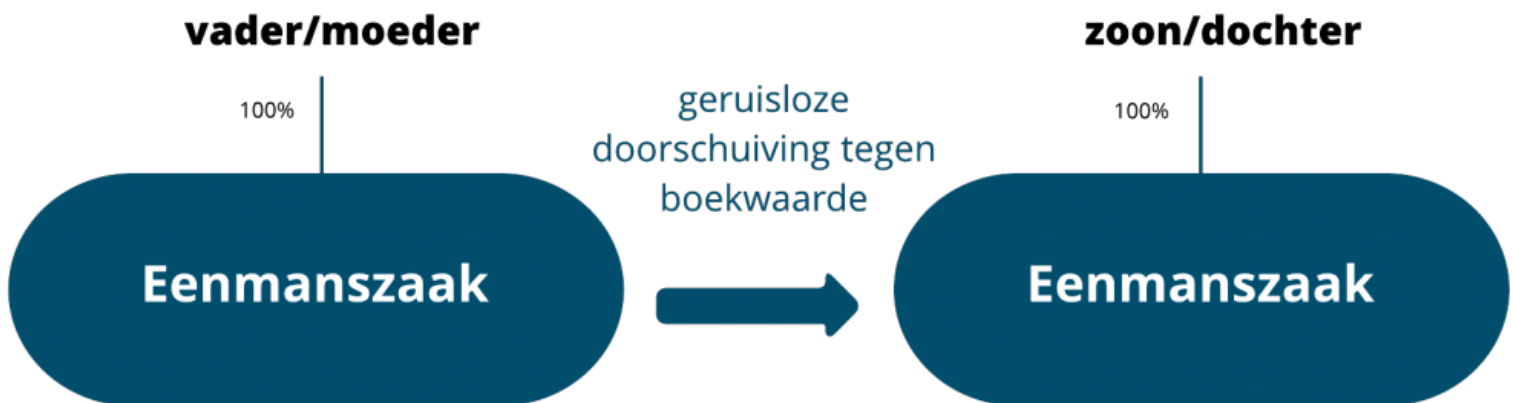 vader/moeder
zoon/dochter
100%
geruisloze
doorschuiving tegen
boekwaarde
100%
Eenmanszaak
Eenmanszaak